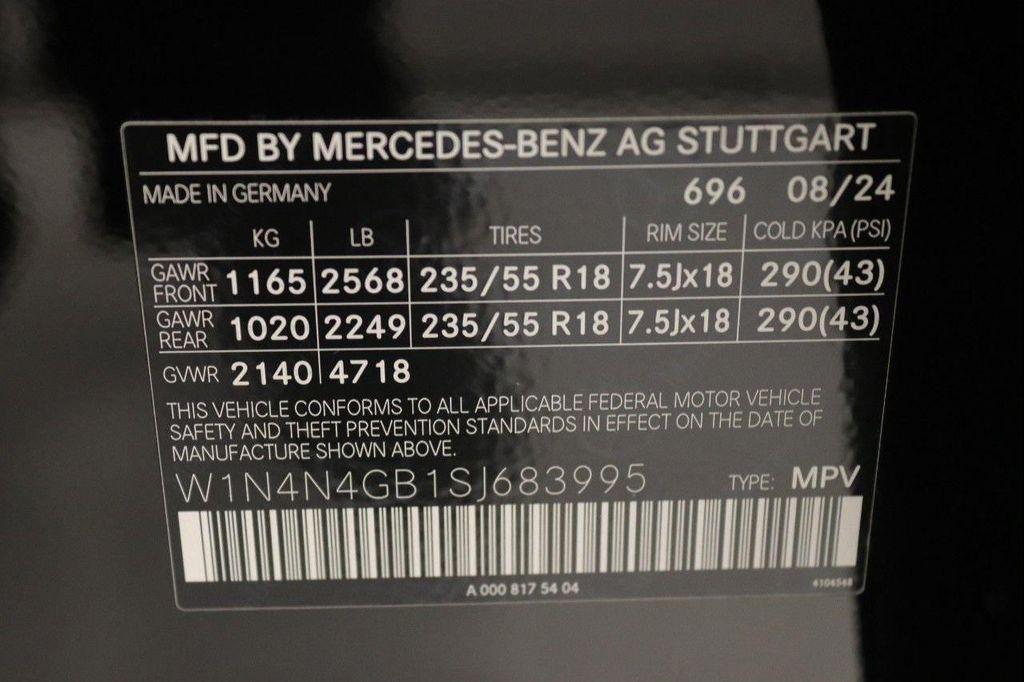 MFD BY MERCEDES-BENZ AG STUTTGART
MADE IN GERMANY 696 08/24
KG LB TIRES RIM SIZE COLD KPA (PSI)
GAWR FRONT 1165 2568 235/55 R18 7.5Jx18 290(43)
GAWR REAR 1020 2249 235/55 R18 7.5Jx18 290(43)
GVWR 2140 4718
THIS VEHICLE CONFORMS TO ALL APPLICABLE FEDERAL MOTOR VEHICLE
SAFETY AND THEFT PREVENTION STANDARDS IN EFFECT ON THE DATE OF
MANUFACTURE SHOWN ABOVE.
W1N4N4GB1SJ683995 TYPE: MPV
A 000 817 54 04